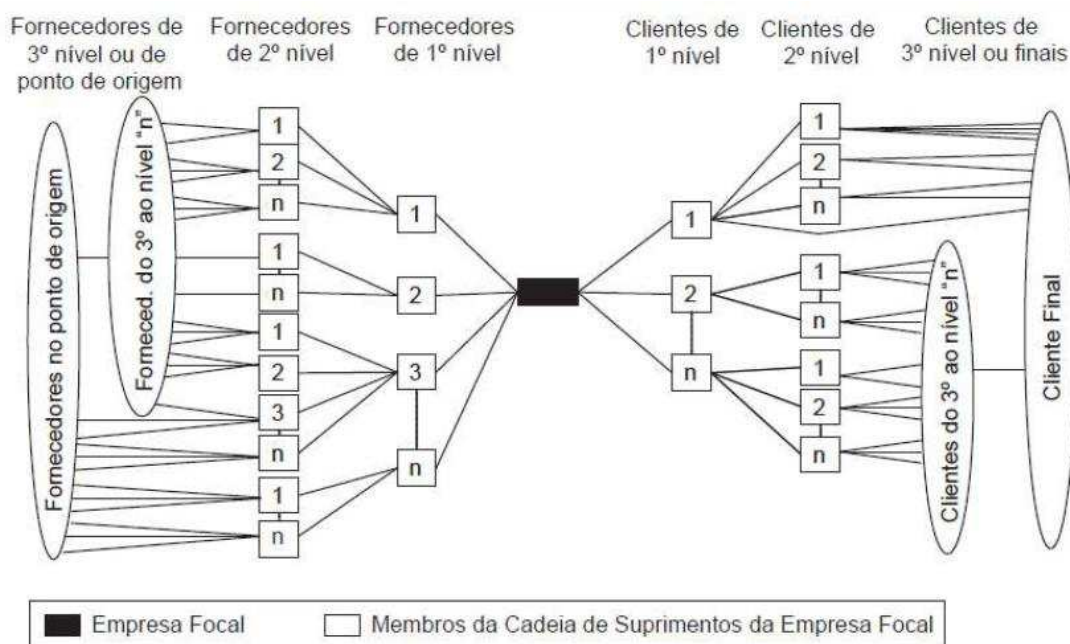 Fornecedores de
3º nível ou de
ponto de origem
Fornecedores
de 2º nível
Fornecedores
de 1º nível
Clientes de
1º nível
Clientes de
2º nível
Clientes de
3º nível ou finais
Fornecedores no ponto de origem
Forneced. do 3º ao nível "n"
1
2
n
1
n
1
2
3
n
1
n
1
2
3
n
1
2
n
1
2
n
1
n
1
2
n
Clientes do 3º ao nível "n"
Cliente Final
Empresa Focal
Membros da Cadeia de Suprimentos da Empresa Focal